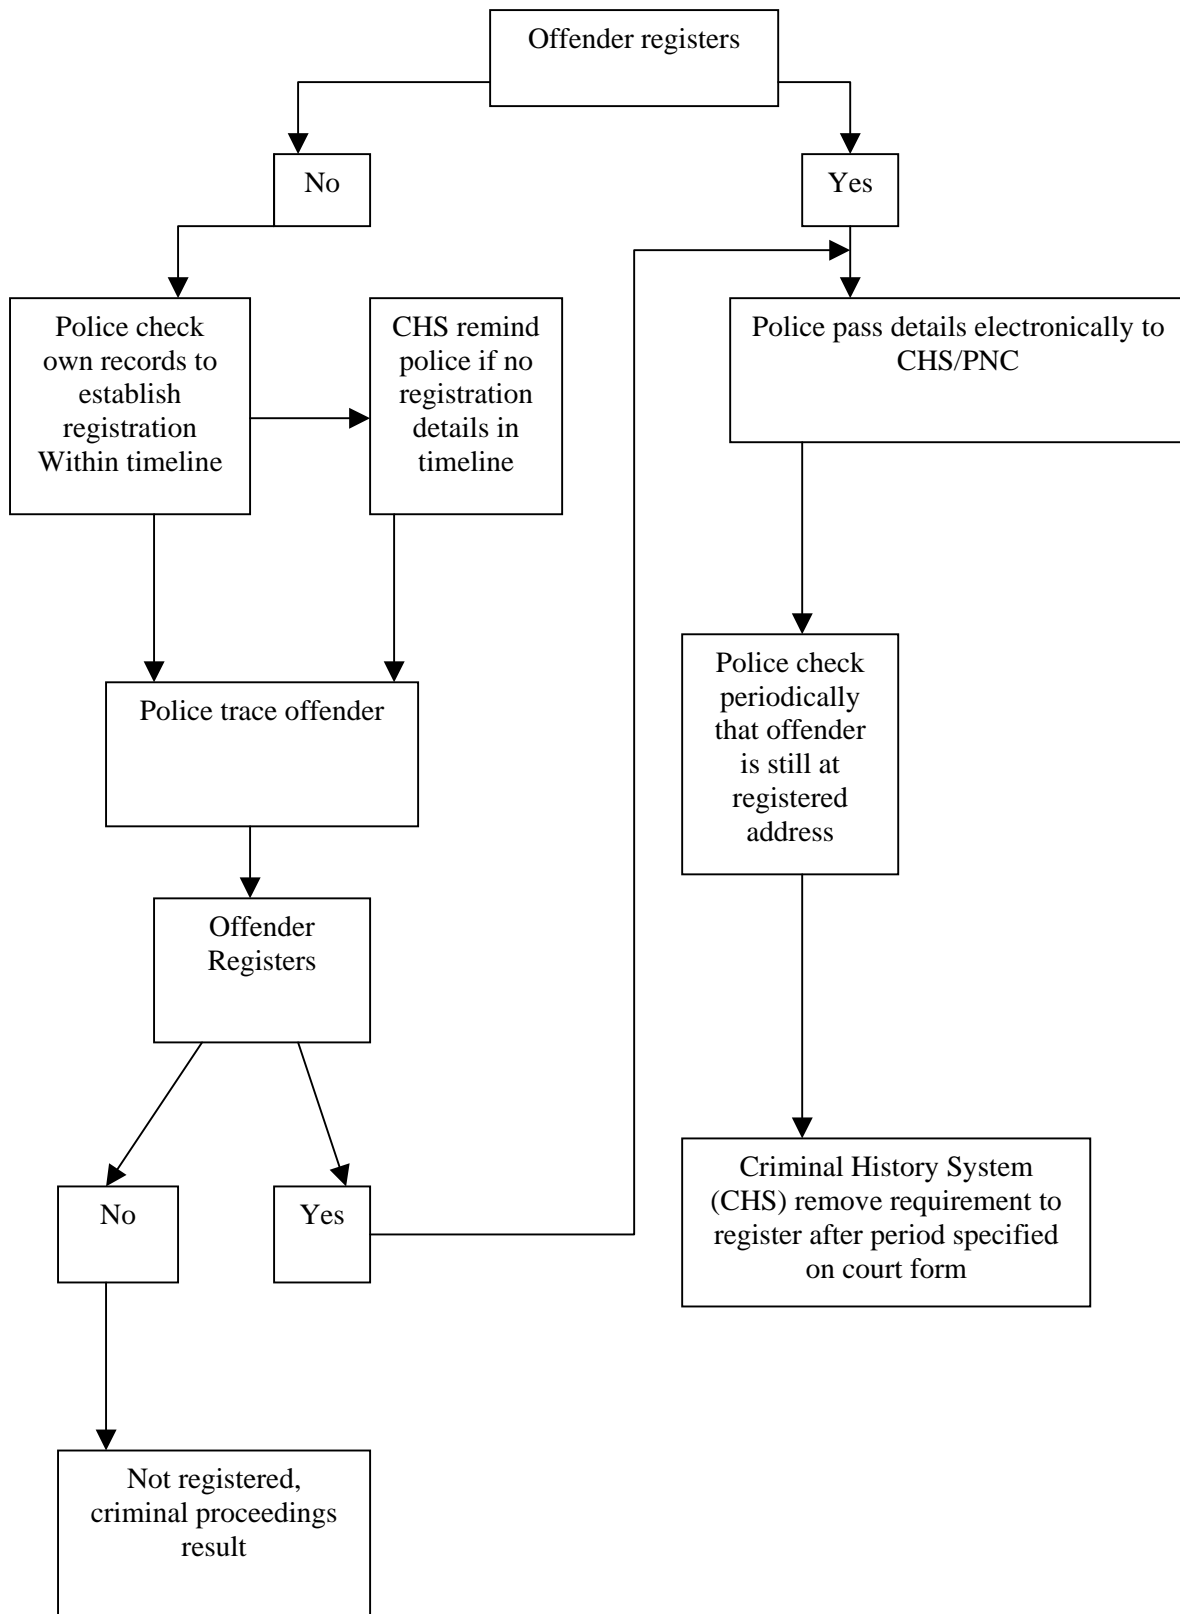 Offender registers
No
Yes
Police check
own records to
establish
registration
Within timeline
CHS remind
police if no
registration
details in
timeline
Police pass details electronically to
CHS/PNC
Police trace offender
Police check
periodically
that offender
is still at
registered
address
Offender
Registers
No
Yes
Criminal History System
(CHS) remove requirement to
register after period specified
on court form
Not registered,
criminal proceedings
result